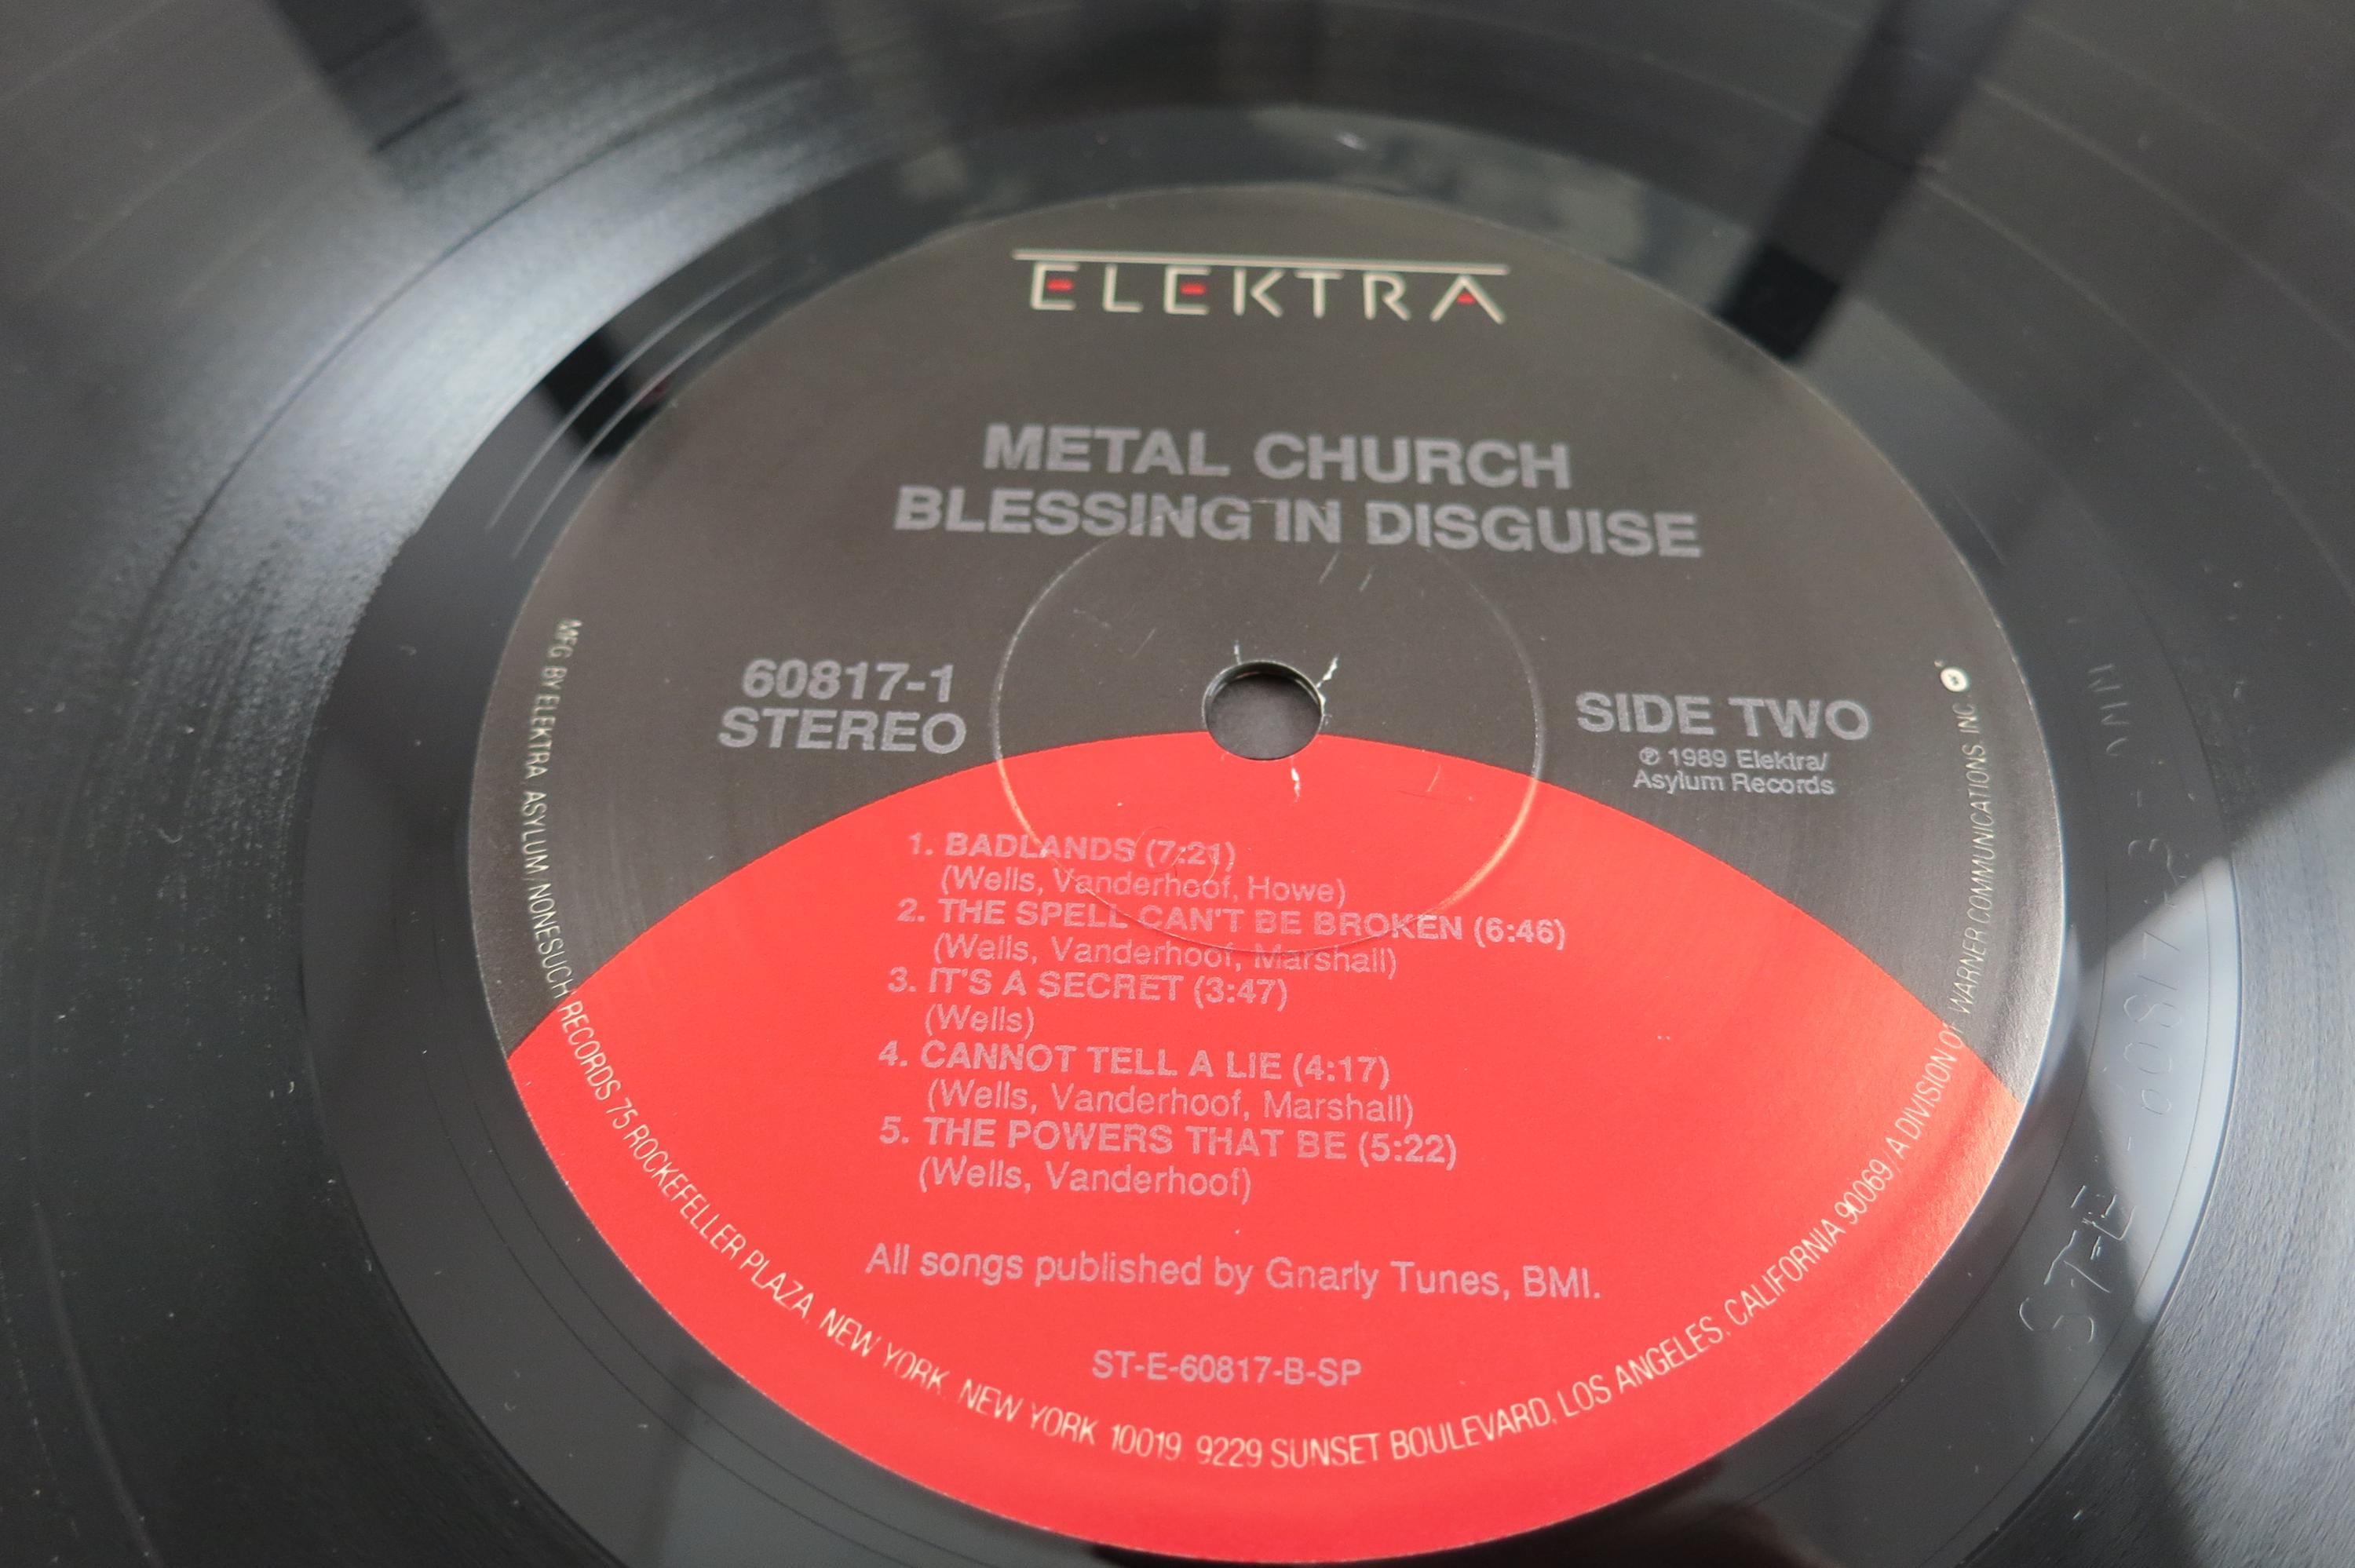 ELEKTRA
METAL CHURCH
BLESSING IN DISGUISE
60817-1
STEREO
SIDE TWO
℗ 1989 Elektra/
Asylum Records
1. BADLANDS (7:21)
(Wells, Vanderhoof, Howe)
2. THE SPELL CAN'T BE BROKEN (6:46)
(Wells, Vanderhoof, Marshall)
3. IT'S A SECRET (3:47)
(Wells)
4. CANNOT TELL A LIE (4:17)
(Wells, Vanderhoof, Marshall)
5. THE POWERS THAT BE (5:22)
(Wells, Vanderhoof)
All songs published by Gnarly Tunes, BMI.
ST-E-60817-B-SP
MFG BY ELEKTRA ASYLUM/NONESUCH RECORDS 75 ROCKEFELLER PLAZA, NEW YORK, NEW YORK 10019 9229 SUNSET BOULEVARD, LOS ANGELES, CALIFORNIA 90069/A DIVISION OF WARNER COMMUNICATIONS INC.
ST-E-60817